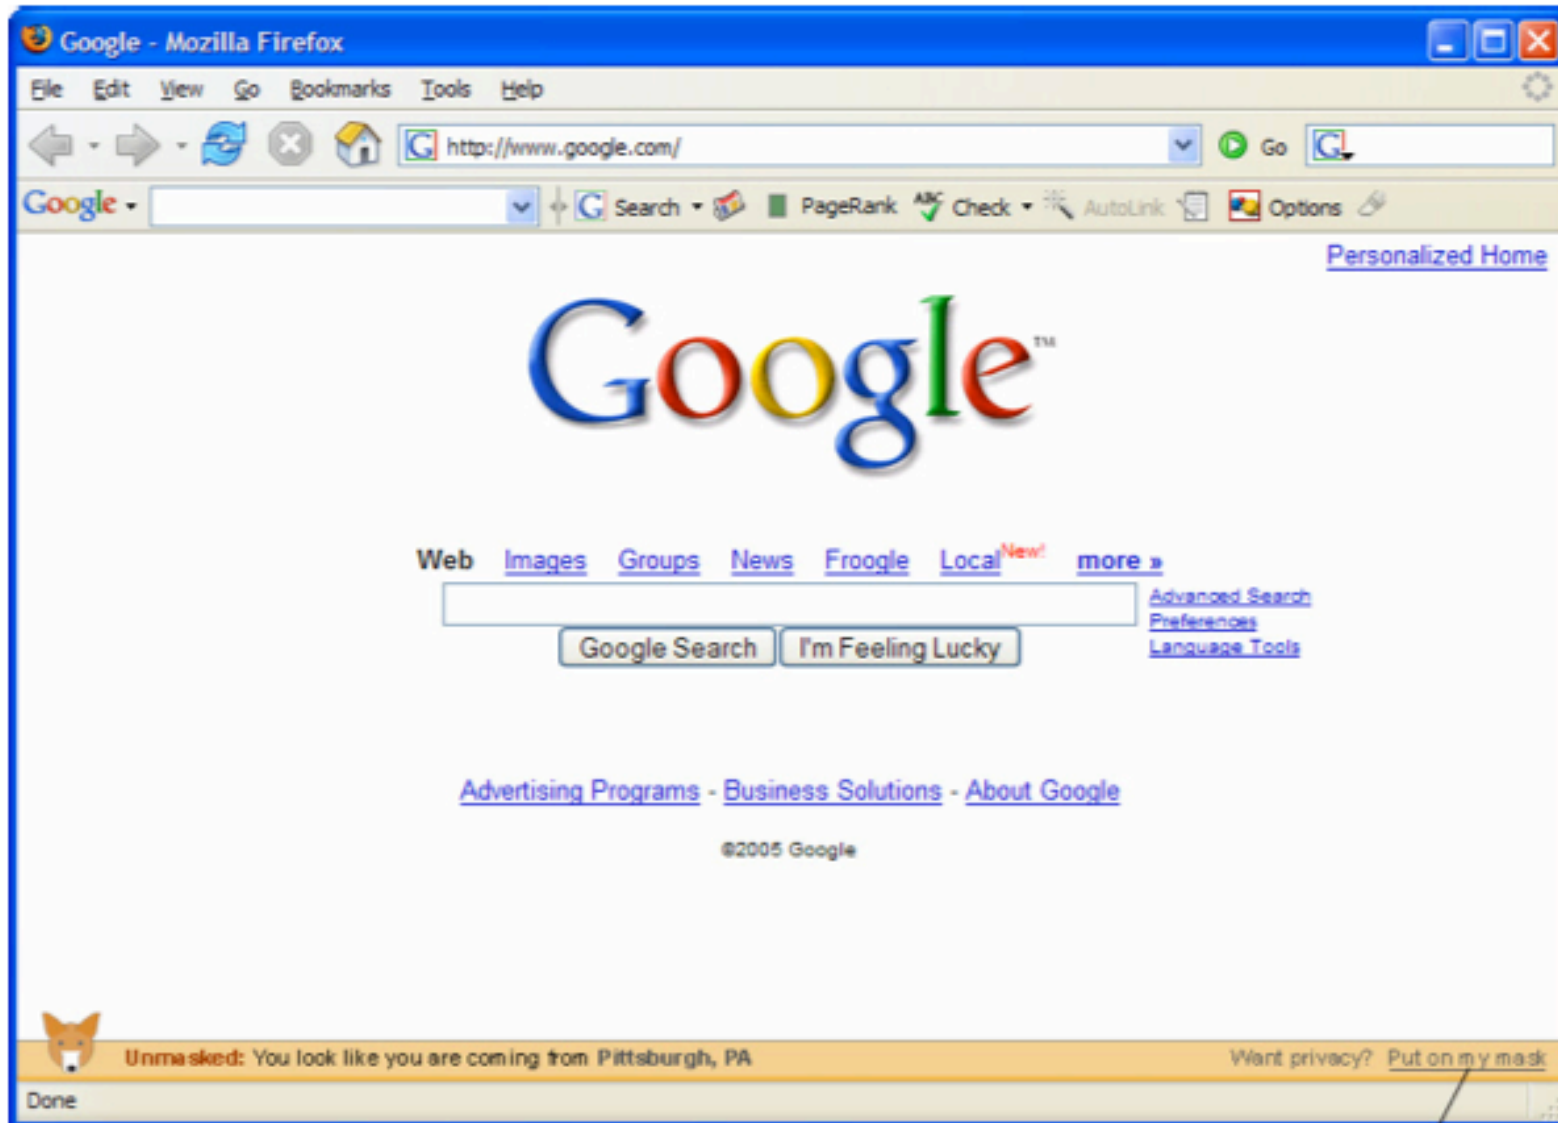 Google - Mozilla Firefox
File Edit View Go Bookmarks Tools Help
G http://www.google.com/ Go G
Google G Search PageRank ABC Check AutoLink Options
Personalized Home
Google™
Web Images Groups News Froogle Local New! more »
Advanced Search
Preferences
Google Search I'm Feeling Lucky Language Tools
Advertising Programs - Business Solutions - About Google
©2005 Google
Unmasked: You look like you are coming from Pittsburgh, PA Want privacy? Put on my mask
Done